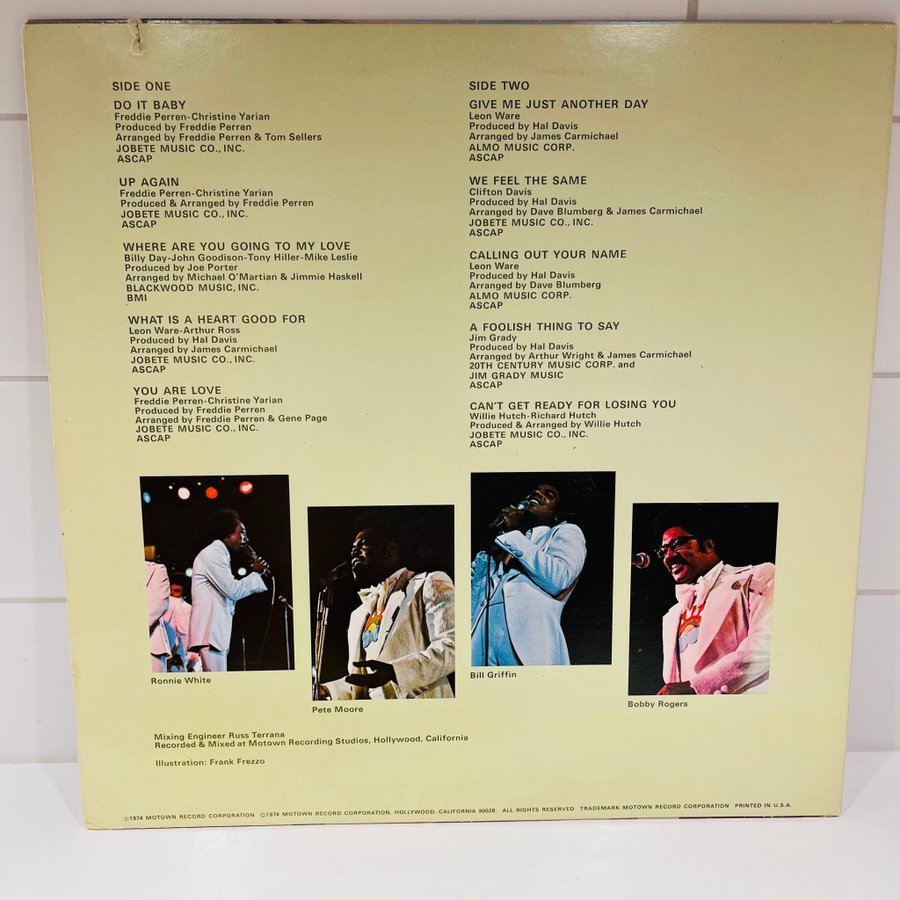 SIDE ONE
DO IT BABY
Freddie Perren-Christine Yarian
Produced by Freddie Perren
Arranged by Freddie Perren & Tom Sellers
JOBETE MUSIC CO., INC.
ASCAP
UP AGAIN
Freddie Perren-Christine Yarian
Produced & Arranged by Freddie Perren
JOBETE MUSIC CO., INC.
ASCAP
WHERE ARE YOU GOING TO MY LOVE
Billy Day-John Goodison-Tony Hiller-Mike Leslie
Produced by Joe Porter
Arranged by Michael O'Martian & Jimmie Haskell
BLACKWOOD MUSIC, INC.
BMI
WHAT IS A HEART GOOD FOR
Leon Ware-Arthur Ross
Produced by Hal Davis
Arranged by James Carmichael
JOBETE MUSIC CO., INC.
ASCAP
YOU ARE LOVE
Freddie Perren-Christine Yarian
Produced by Freddie Perren
Arranged by Freddie Perren & Gene Page
JOBETE MUSIC CO., INC.
ASCAP
SIDE TWO
GIVE ME JUST ANOTHER DAY
Leon Ware
Produced by Hal Davis
Arranged by James Carmichael
ALMO MUSIC CORP.
ASCAP
WE FEEL THE SAME
Clifton Davis
Produced by Hal Davis
Arranged by Dave Blumberg & James Carmichael
JOBETE MUSIC CO., INC.
ASCAP
CALLING OUT YOUR NAME
Leon Ware
Produced by Hal Davis
Arranged by Dave Blumberg
ALMO MUSIC CORP.
ASCAP
A FOOLISH THING TO SAY
Jim Grady
Produced by Hal Davis
Arranged by Arthur Wright & James Carmichael
20TH CENTURY MUSIC CORP. and
JIM GRADY MUSIC
ASCAP
CAN'T GET READY FOR LOSING YOU
Willie Hutch-Richard Hutch
Produced & Arranged by Willie Hutch
JOBETE MUSIC CO., INC.
ASCAP
Ronnie White
Pete Moore
Bill Griffin
Bobby Rogers
Mixing Engineer Russ Terrana
Recorded & Mixed at Motown Recording Studios, Hollywood, California
Illustration: Frank Frezzo
Ⓟ1974 MOTOWN RECORD CORPORATION ©1974 MOTOWN RECORD CORPORATION, HOLLYWOOD, CALIFORNIA 90028 ALL RIGHTS RESERVED TRADEMARK MOTOWN RECORD CORPORATION PRINTED IN U.S.A.